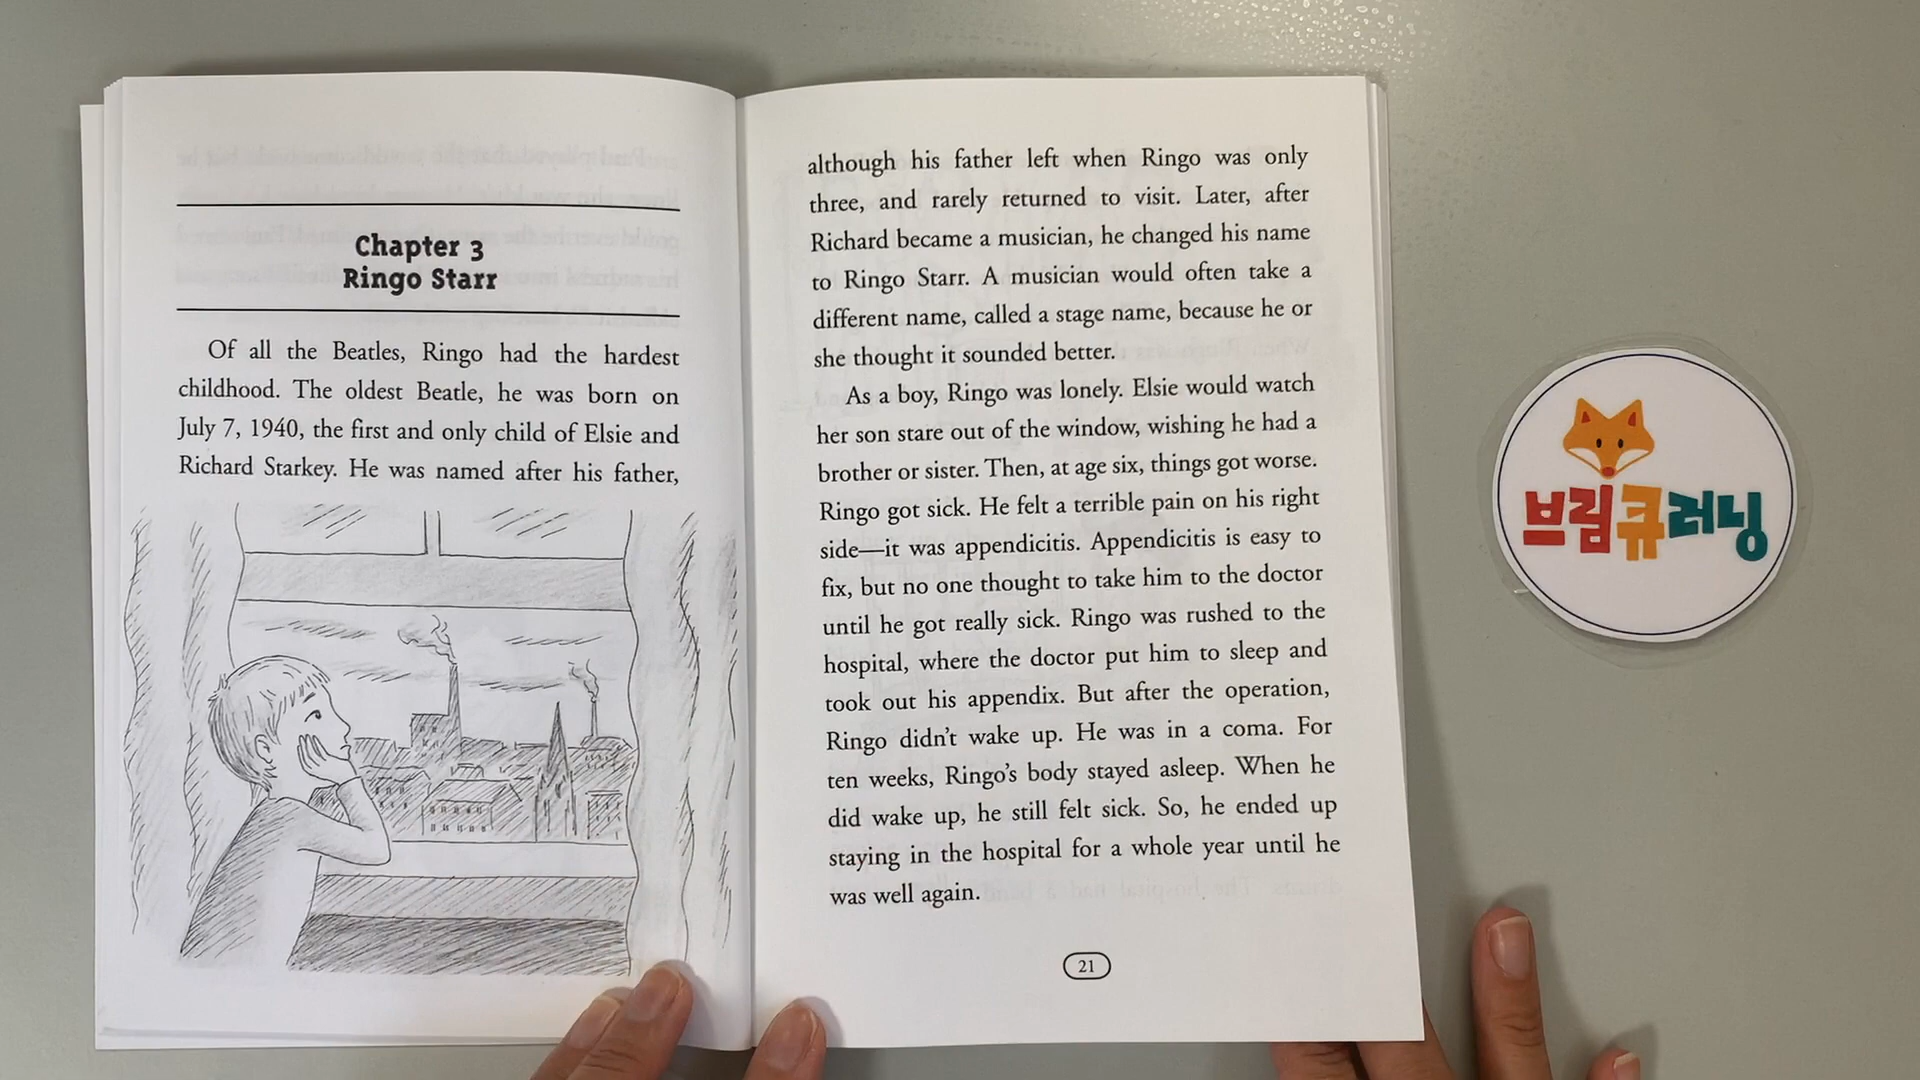 Chapter 3
Ringo Starr
Of all the Beatles, Ringo had the hardest
childhood. The oldest Beatle, he was born on
July 7, 1940, the first and only child of Elsie and
Richard Starkey. He was named after his father,
although his father left when Ringo was only
three, and rarely returned to visit. Later, after
Richard became a musician, he changed his name
to Ringo Starr. A musician would often take a
different name, called a stage name, because he or
she thought it sounded better.
As a boy, Ringo was lonely. Elsie would watch
her son stare out of the window, wishing he had a
brother or sister. Then, at age six, things got worse.
Ringo got sick. He felt a terrible pain on his right
side—it was appendicitis. Appendicitis is easy to
fix, but no one thought to take him to the doctor
until he got really sick. Ringo was rushed to the
hospital, where the doctor put him to sleep and
took out his appendix. But after the operation,
Ringo didn't wake up. He was in a coma. For
ten weeks, Ringo's body stayed asleep. When he
did wake up, he still felt sick. So, he ended up
staying in the hospital for a whole year until he
was well again.
21
브림큐러닝